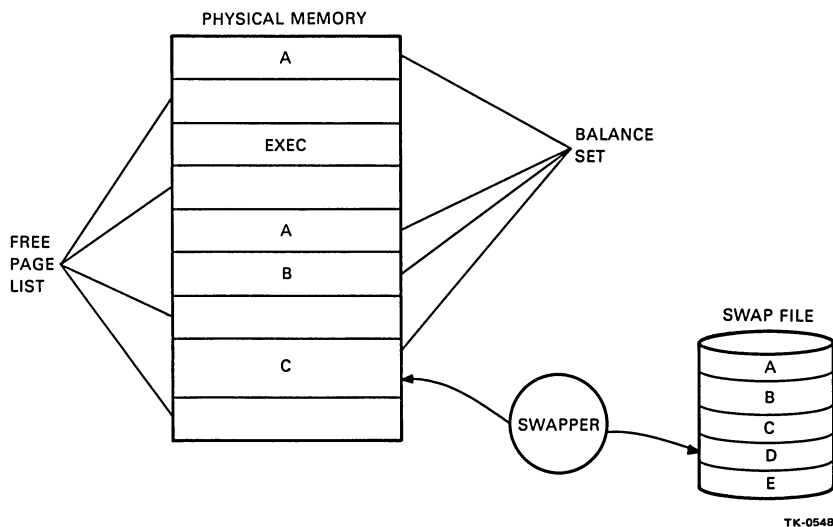 PHYSICAL MEMORY
A
EXEC
A
B
C
BALANCE
SET
FREE
PAGE
LIST
SWAPPER
SWAP FILE
A
B
C
D
E
TK-0548